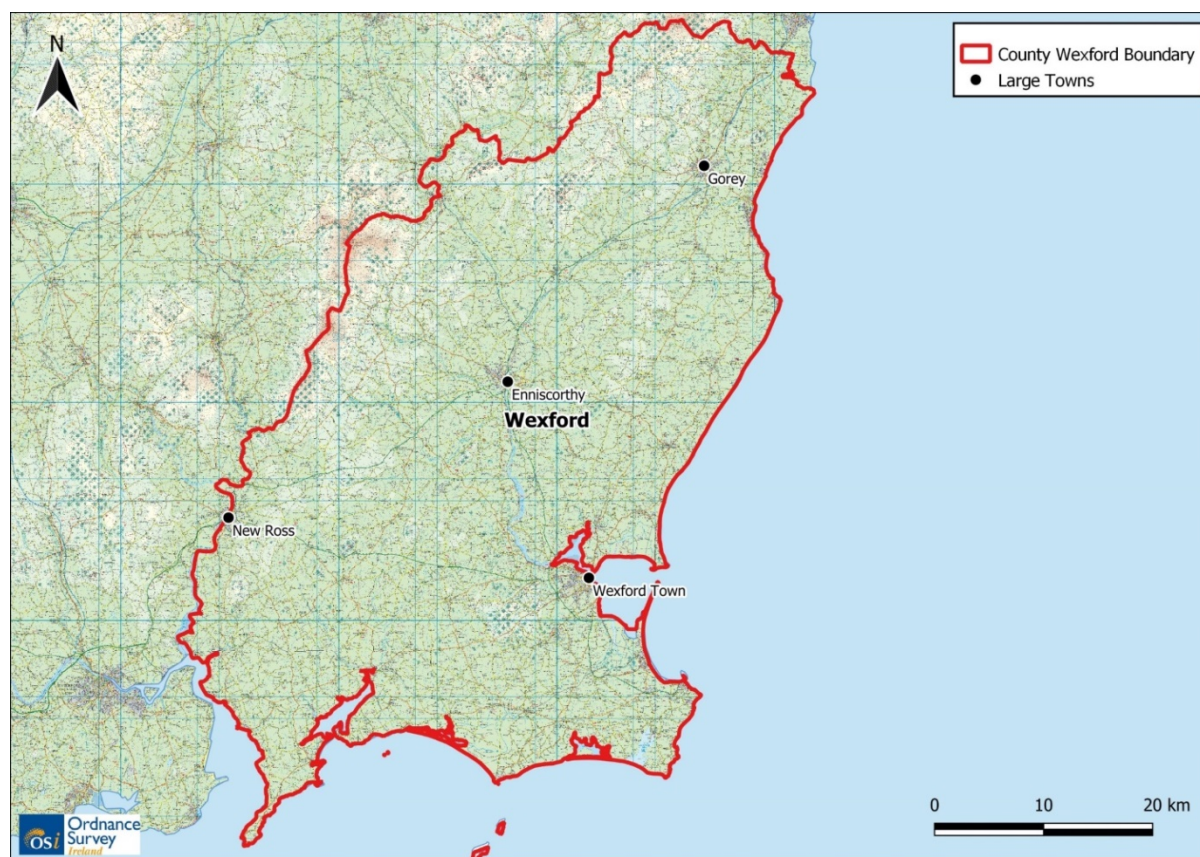 N
County Wexford Boundary
Large Towns
Gorey
Enniscorthy
Wexford
New Ross
Wexford Town
0 10 20 km
osi Ordnance
Survey
Ireland